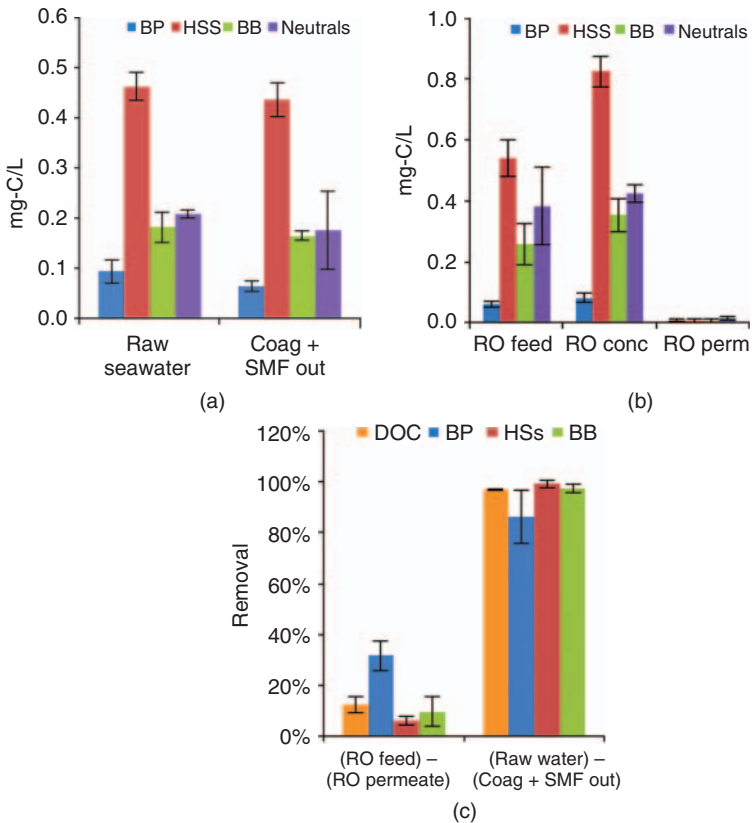 BP HSS BB Neutrals
mg-C/L
0.6
0.5
0.4
0.3
0.2
0.1
0.0
Raw
seawater
Coag +
SMF out
(a)
BP HSS BB Neutrals
mg-C/L
1.0
0.8
0.6
0.4
0.2
0.0
RO feed RO conc RO perm
(b)
DOC BP HSs BB
Removal
120%
100%
80%
60%
40%
20%
0%
(RO feed) –
(RO permeate)
(Raw water) –
(Coag + SMF out)
(c)